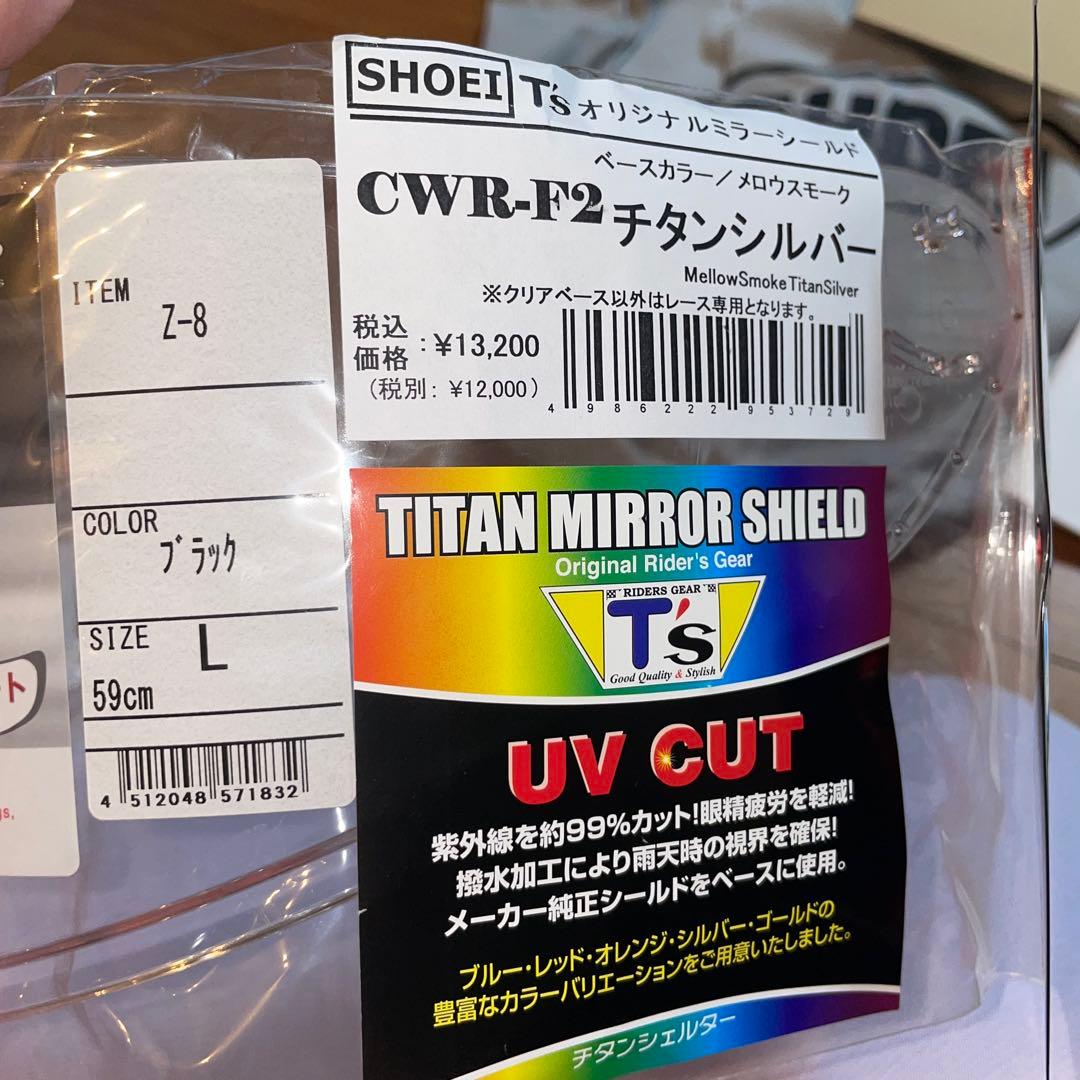 SHOEI T's オリジナルミラーシールド
ベースカラー/メロウスモーク
CWR-F2 チタンシルバー
MellowSmokeTitanSilver
※クリアベース以外はレース専用となります。
税込価格:¥13,200
(税別:¥12,000)
4986222953729
ITEM
Z-8
COLOR
ブラック
SIZE L
59cm
4 512048 571832
TITAN MIRROR SHIELD
Original Rider's Gear
RIDERS GEAR
T's
Good Quality & Stylish
UV CUT
紫外線を約99%カット!眼精疲労を軽減!
撥水加工により雨天時の視界を確保!
メーカー純正シールドをベースに使用。
ブルー・レッド・オレンジ・シルバー・ゴールドの
豊富なカラーバリエーションをご用意いたしました。
チタンシェルター